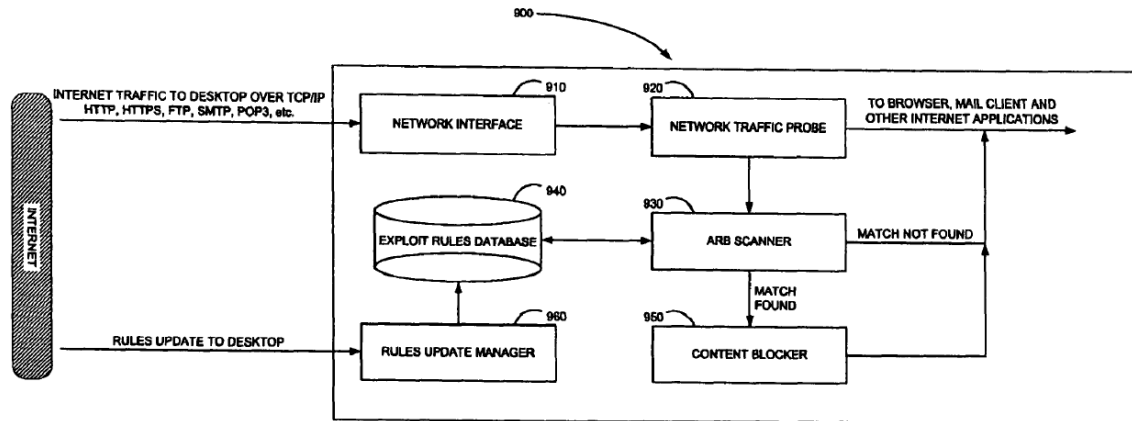 900
INTERNET TRAFFIC TO DESKTOP OVER TCP/IP
HTTP, HTTPS, FTP, SMTP, POP3, etc.
910
NETWORK INTERFACE
920
NETWORK TRAFFIC PROBE
TO BROWSER, MAIL CLIENT AND
OTHER INTERNET APPLICATIONS
INTERNET
940
EXPLOIT RULES DATABASE
930
ARB SCANNER
MATCH NOT FOUND
MATCH
FOUND
RULES UPDATE TO DESKTOP
960
RULES UPDATE MANAGER
950
CONTENT BLOCKER